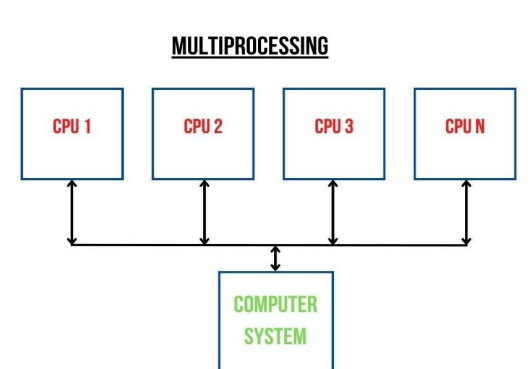 MULTIPROCESSING
CPU 1
CPU 2
CPU 3
CPU N
COMPUTER
SYSTEM